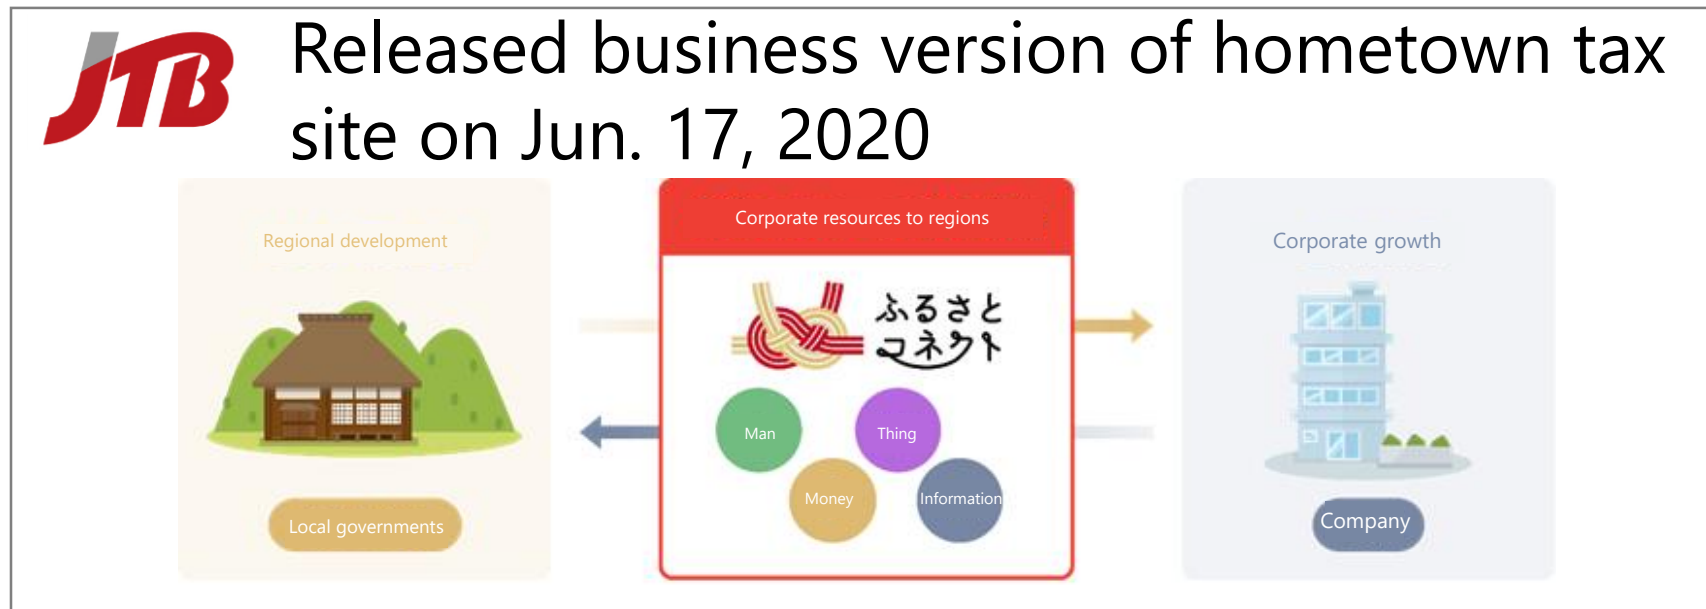 JTB
Released business version of hometown tax
site on Jun. 17, 2020
Regional development
Local governments
Corporate resources to regions
ふるさと
コネクト
Man
Thing
Money
Information
Corporate growth
Company